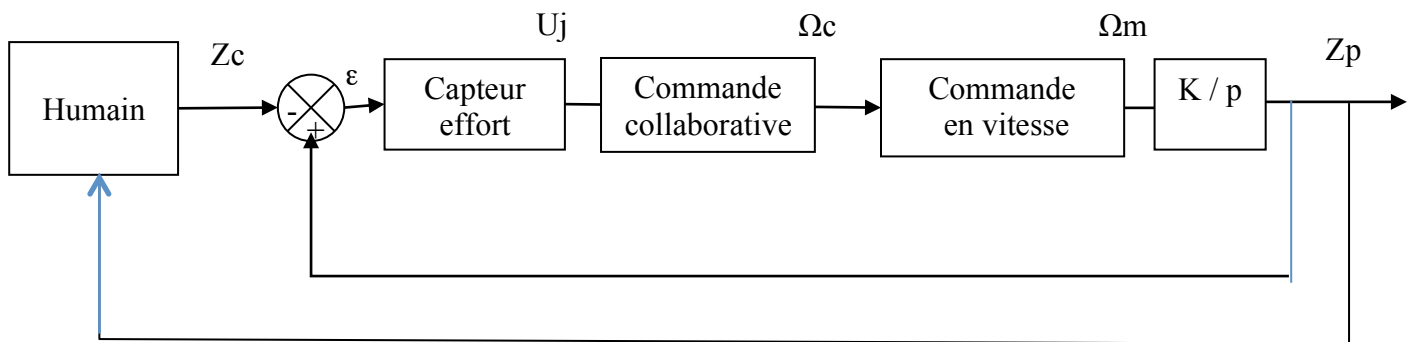 Uj
Ωc
Ωm
Zc
Zp
ε
Humain
Capteur
effort
Commande
collaborative
Commande
en vitesse
K / p
-
+